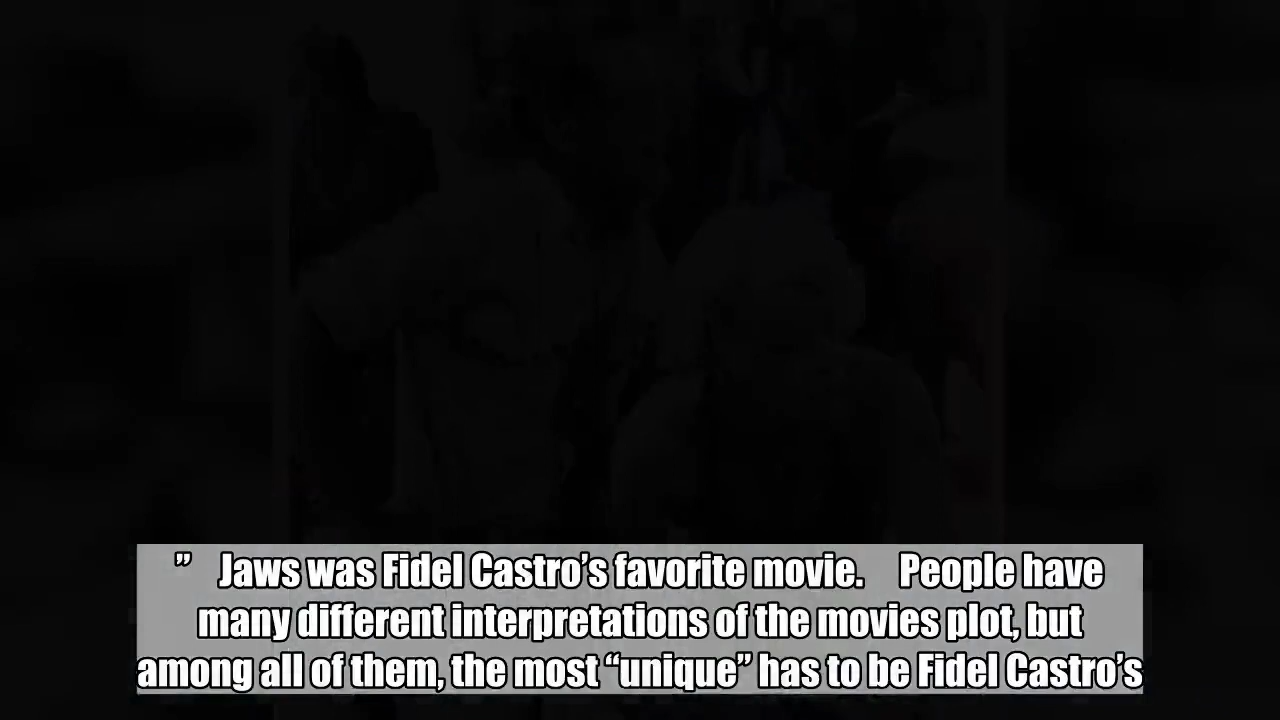 ” Jaws was Fidel Castro’s favorite movie. People have
many different interpretations of the movies plot, but
among all of them, the most “unique” has to be Fidel Castro’s